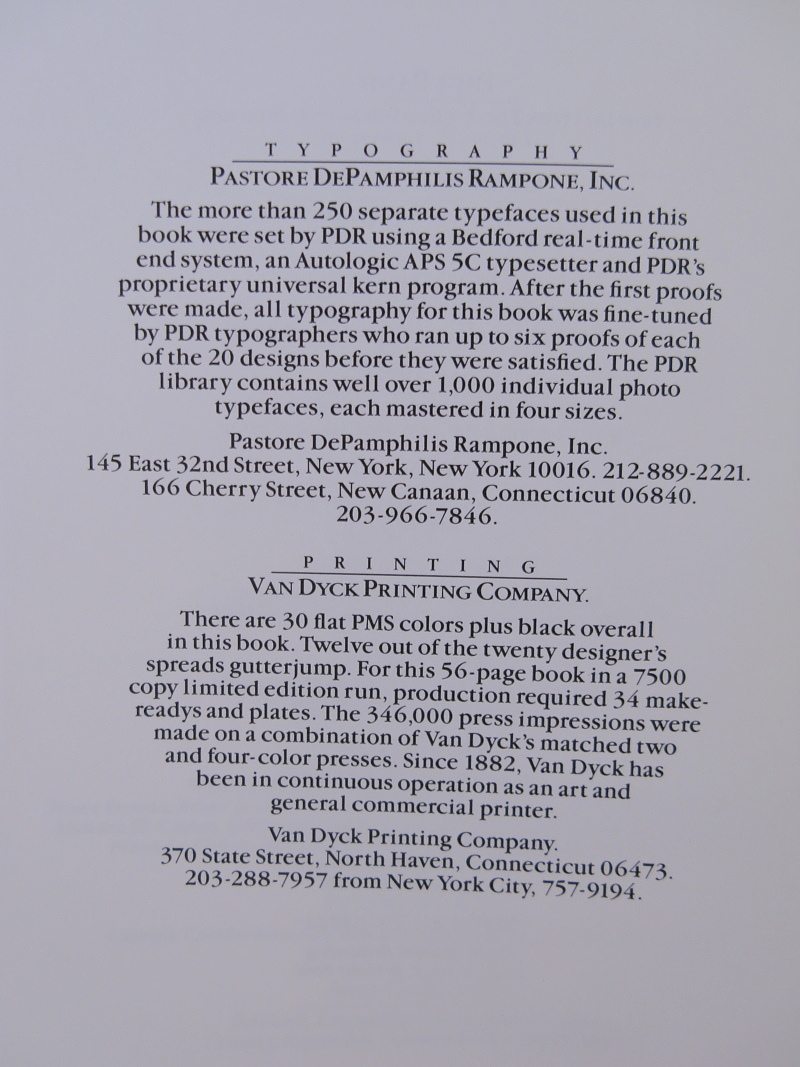 TYPOGRAPHY
PASTORE DEPAMPHILIS RAMPONE, INC.
The more than 250 separate typefaces used in this
book were set by PDR using a Bedford real-time front
end system, an Autologic APS 5C typesetter and PDR's
proprietary universal kern program. After the first proofs
were made, all typography for this book was fine-tuned
by PDR typographers who ran up to six proofs of each
of the 20 designs before they were satisfied. The PDR
library contains well over 1,000 individual photo
typefaces, each mastered in four sizes.
Pastore DePamphilis Rampone, Inc.
145 East 32nd Street, New York, New York 10016. 212-889-2221.
166 Cherry Street, New Canaan, Connecticut 06840.
203-966-7846.
PRINTING
VAN DYCK PRINTING COMPANY.
There are 30 flat PMS colors plus black overall
in this book. Twelve out of the twenty designer's
spreads gutterjump. For this 56-page book in a 7500
copy limited edition run, production required 34 make-
readys and plates. The 346,000 press impressions were
made on a combination of Van Dyck's matched two
and four-color presses. Since 1882, Van Dyck has
been in continuous operation as an art and
general commercial printer.
Van Dyck Printing Company.
370 State Street, North Haven, Connecticut 06473.
203-288-7957 from New York City, 757-9194.